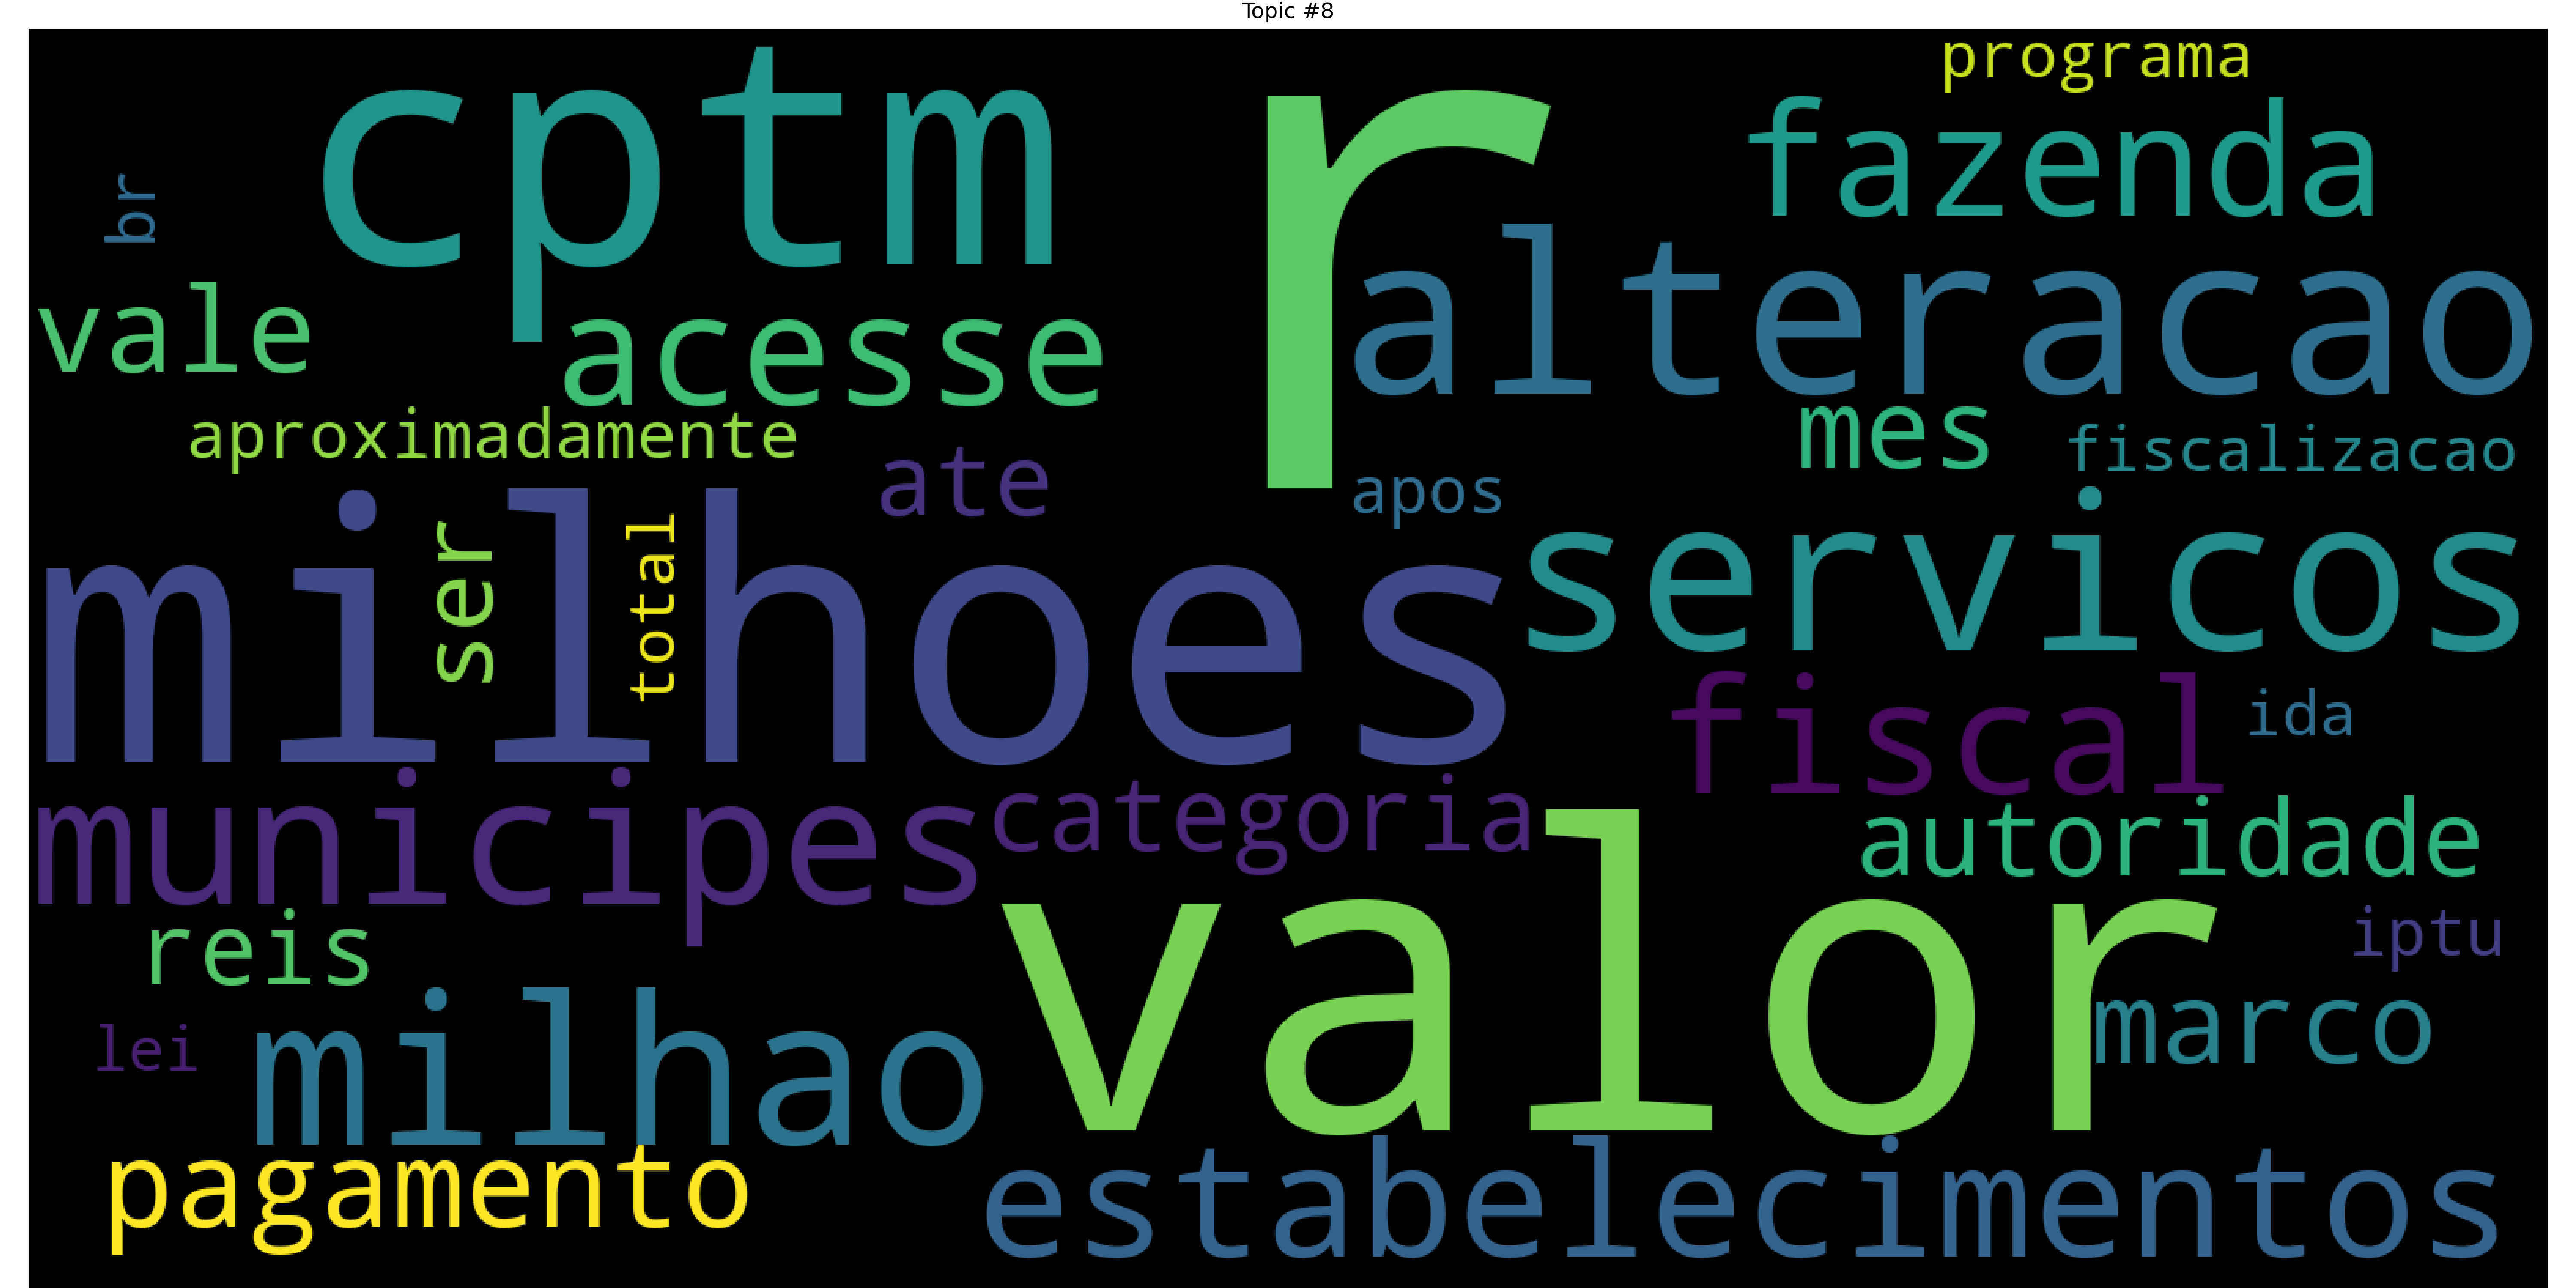 Topic #8
programa
cptm
r
fazenda
br
alteracao
vale
acesse
aproximadamente
ate
mes
fiscalizacao
apos
milhoes
ser
total
servicos
fiscal
ida
municipes
categoria
autoridade
valor
reis
iptu
lei
milhao
marco
pagamento
estabelecimentos